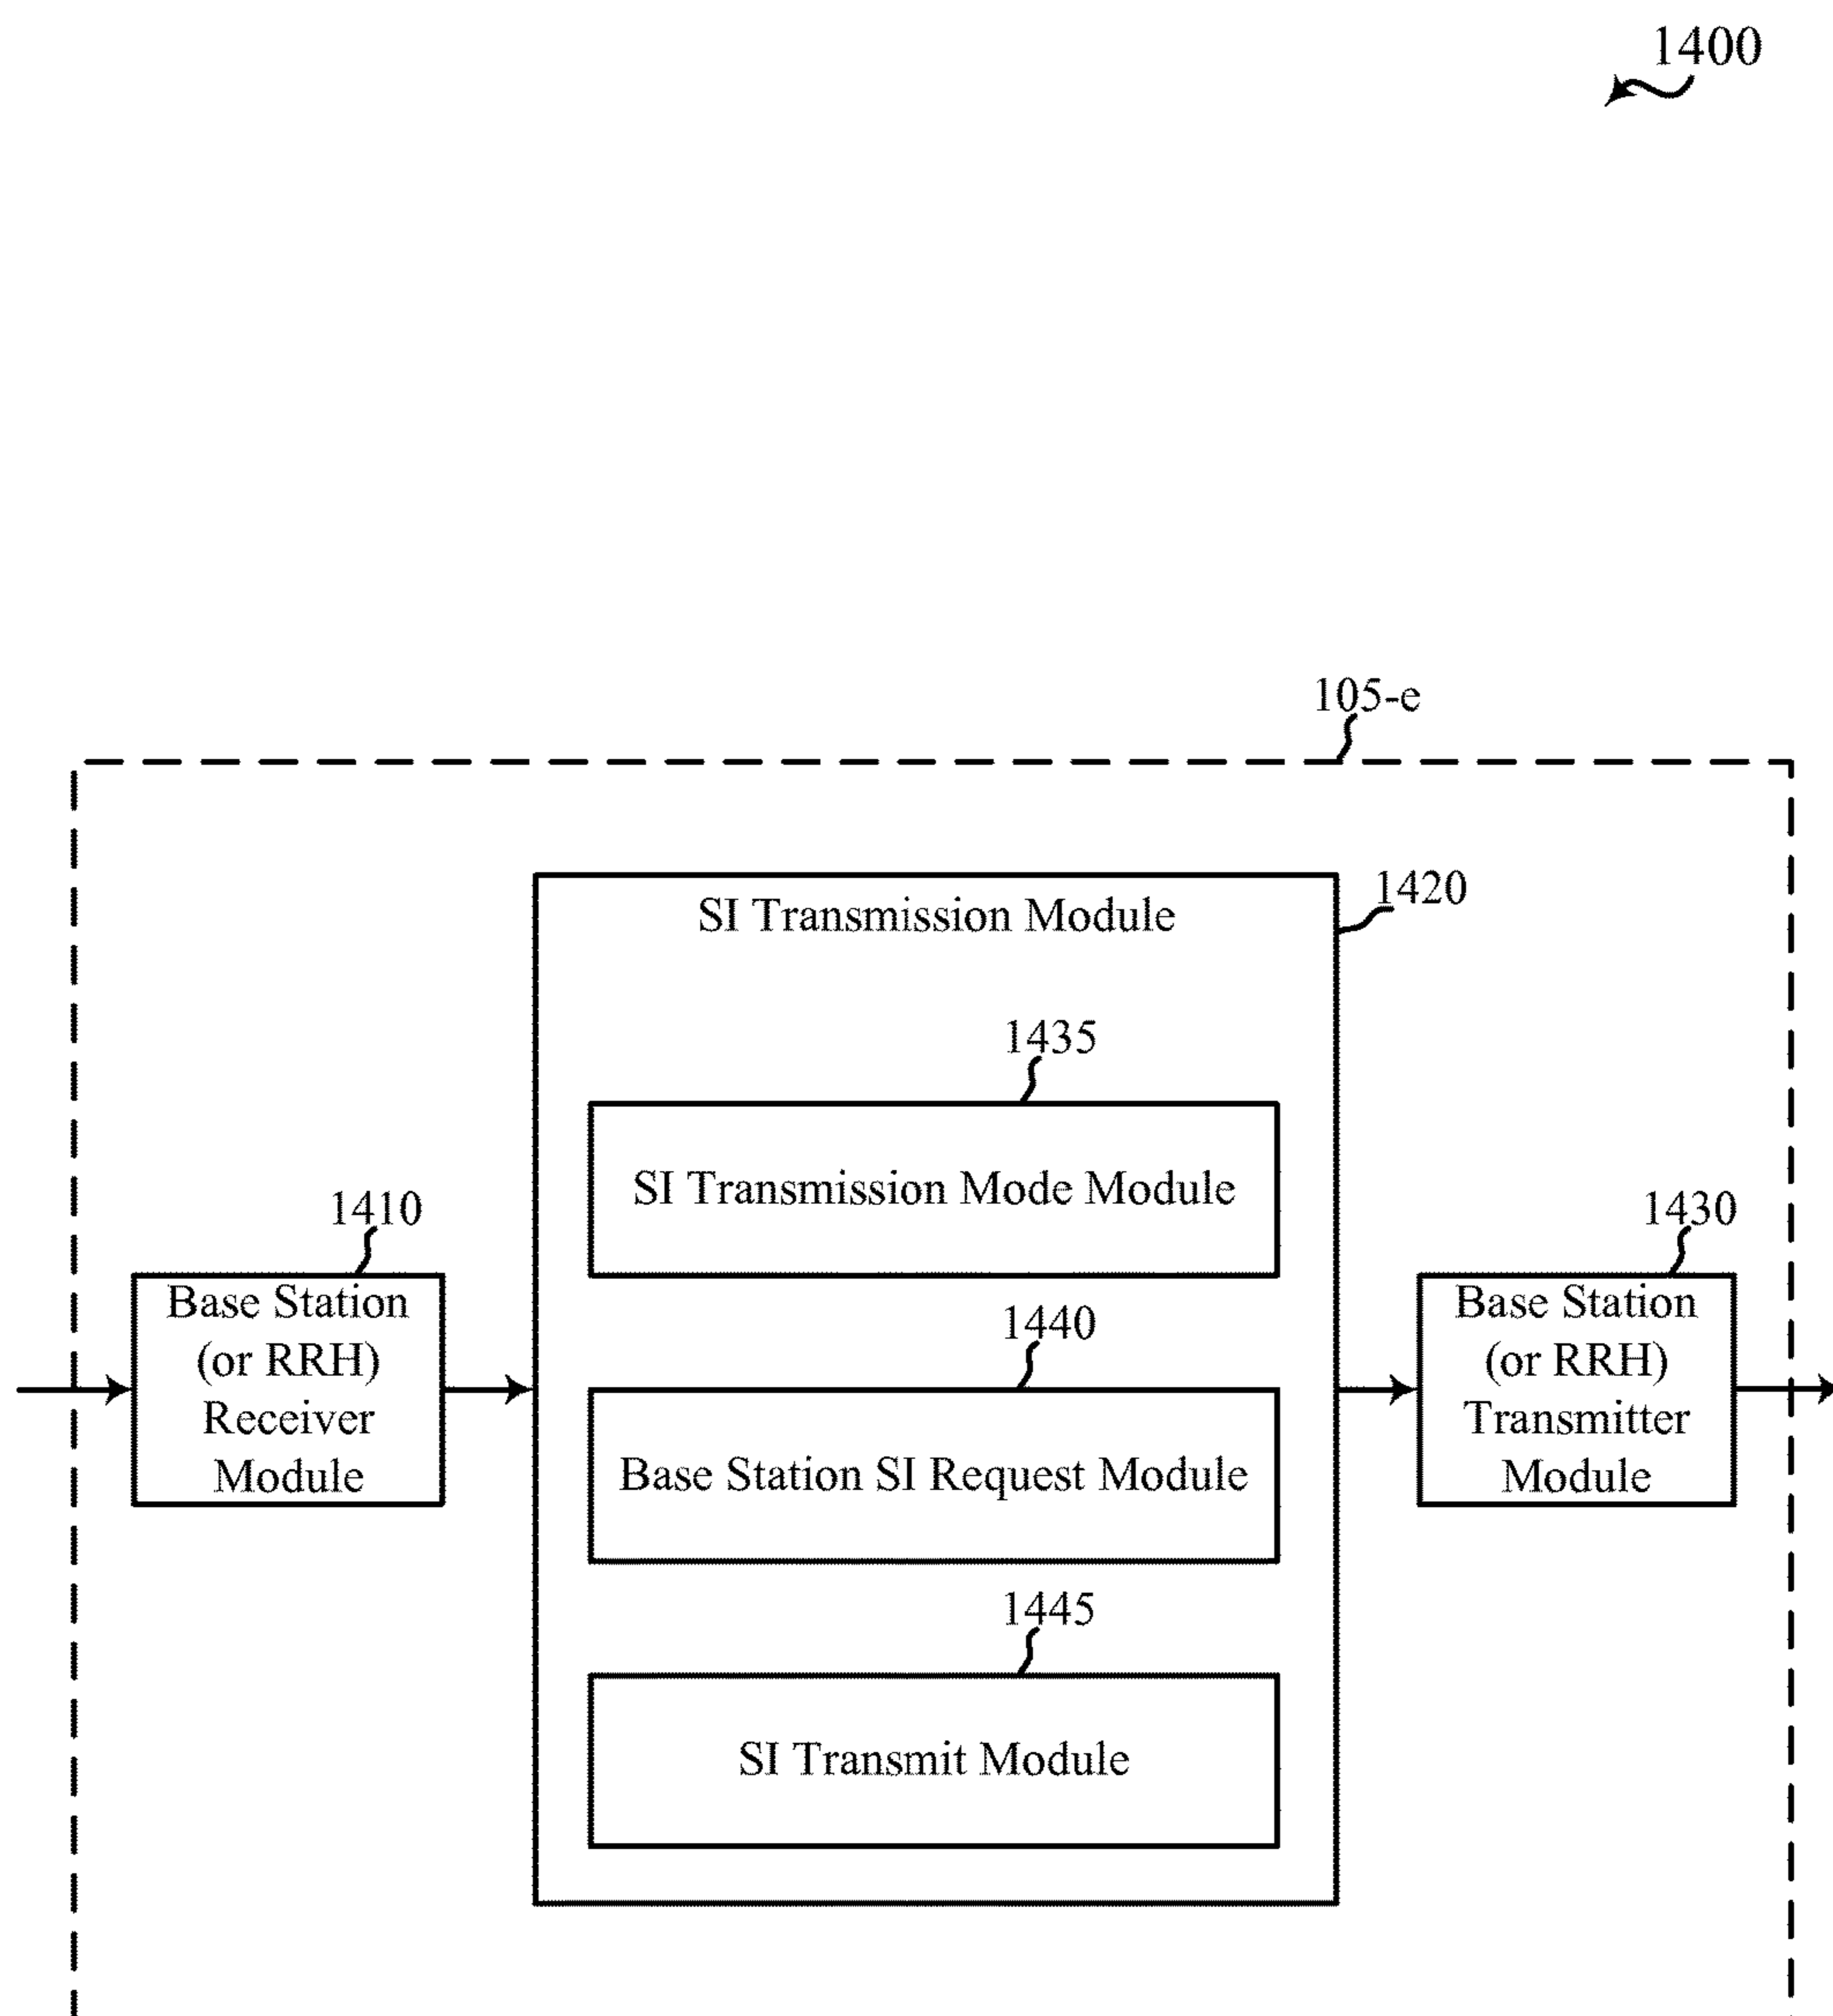 1400
105-e
1420
SI Transmission Module
1435
SI Transmission Mode Module
1410
Base Station
(or RRH)
Receiver
Module
1440
Base Station SI Request Module
1430
Base Station
(or RRH)
Transmitter
Module
1445
SI Transmit Module